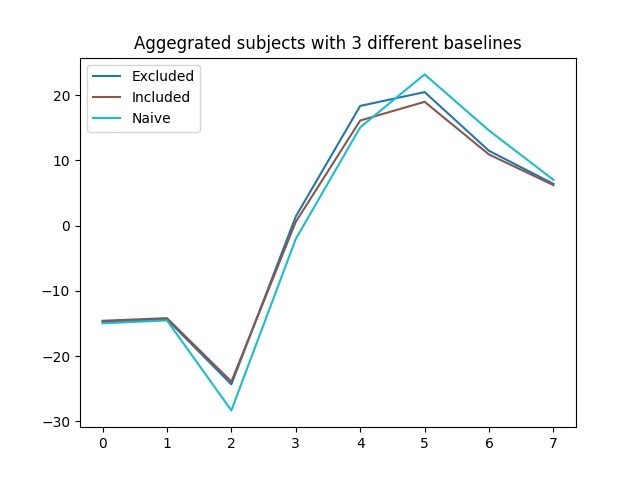 Aggegrated subjects with 3 different baselines
Excluded
Included
Naive
20
10
0
−10
−20
−30
0 1 2 3 4 5 6 7